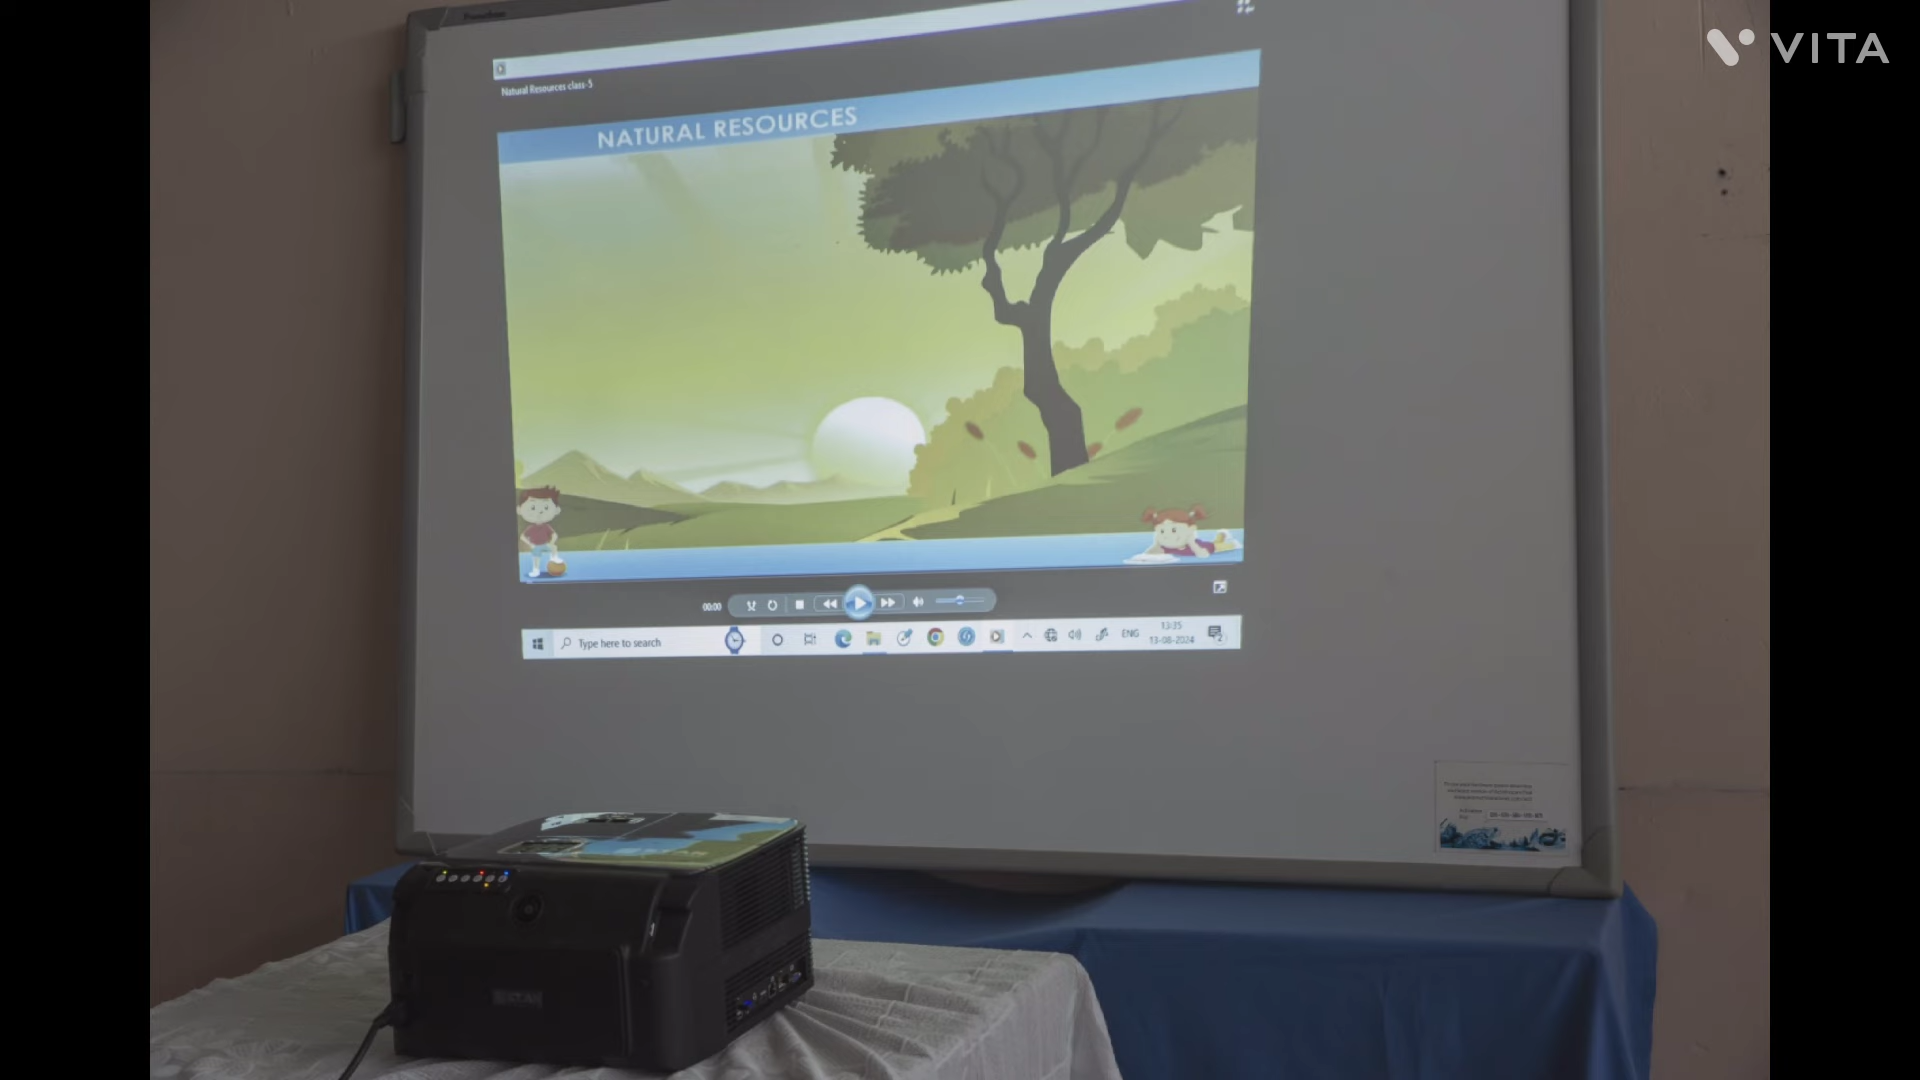 VITA
Natural Resources class-5
NATURAL RESOURCES
00:00
Type here to search
ENG
13:35
13-08-2024
2